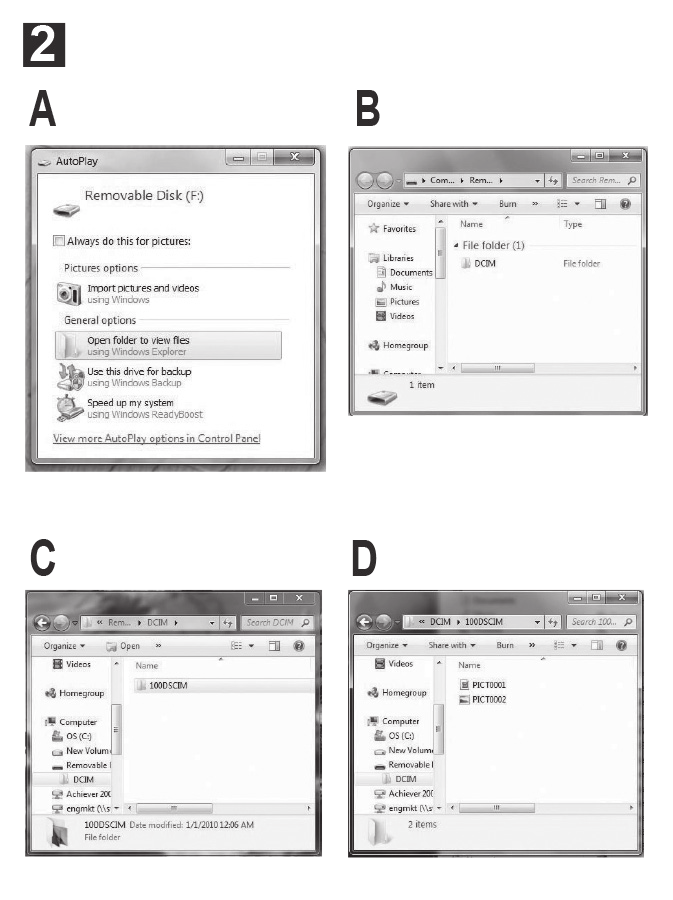 2
A
AutoPlay
Removable Disk (F:)
Always do this for pictures:
Pictures options
Import pictures and videos
using Windows
General options
Open folder to view files
using Windows Explorer
Use this drive for backup
using Windows Backup
Speed up my system
using Windows ReadyBoost
View more AutoPlay options in Control Panel
B
Com... Rem... Search Rem...
Organize Share with Burn »
Favorites
Libraries
Documents
Music
Pictures
Videos
Homegroup
Name Type
File folder (1)
DCIM File folder
1 item
C
« Rem... DCIM Search DCIM
Organize Open »
Videos
Homegroup
Computer
OS (C:)
New Volum
Removable
DCIM
Achiever 200
engmkt (\\s
Name
100DSCIM
100DSCIM Date modified: 1/1/2010 12:06 AM
File folder
D
« DCIM 100DSCIM Search 100...
Organize Share with Burn »
Videos
Homegroup
Computer
OS (C:)
New Volum
Removable
DCIM
Achiever 200
engmkt (\\s
Name
PICT0001
PICT0002
2 items